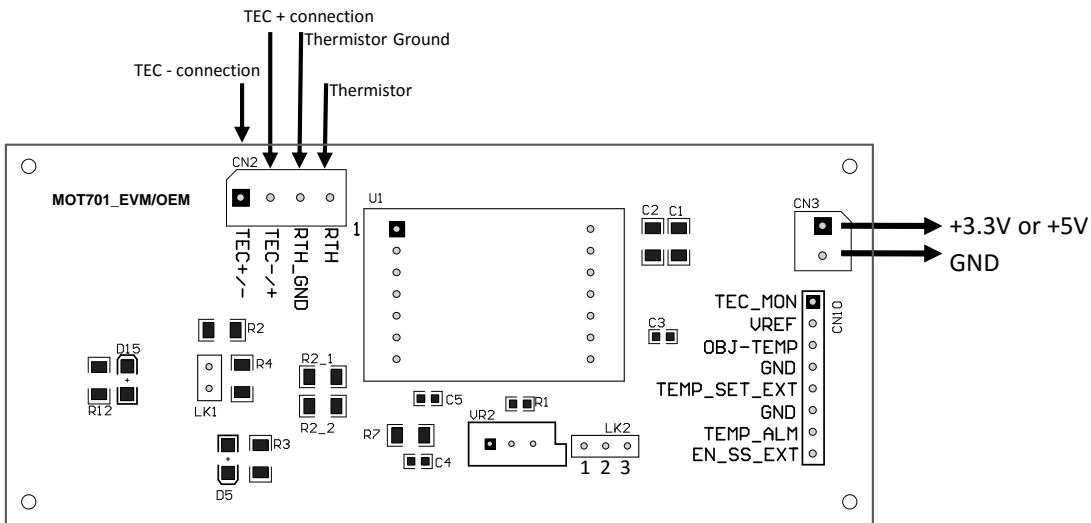 TEC + connection
Thermistor Ground
TEC - connection
Thermistor
CN2
MOT701_EVM/OEM
U1
1
C2 C1
CN3
+3.3V or +5V
GND
TEC+/-
TEC-/+
RTH_GND
RTH
TEC_MON
VREF
OBJ-TEMP
GND
TEMP_SET_EXT
GND
TEMP_ALM
EN_SS_EXT
CN10
R2
C3
D15
R4
R2_1
R12
LK1
C5
R1
R2_2
VR2
LK2
R7
R3
C4
1 2 3
D5